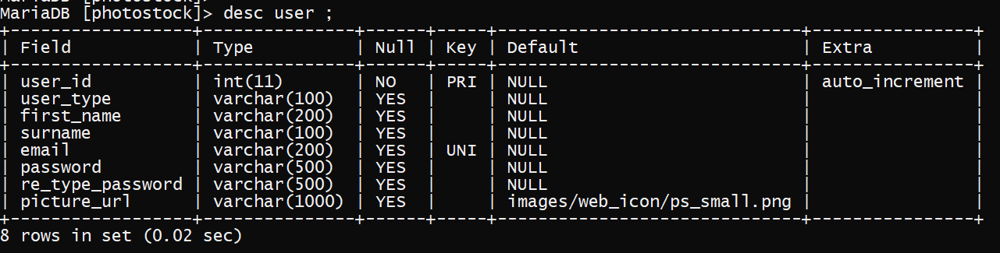 MariaDB [photostock]>
MariaDB [photostock]> desc user ;
+-----------------+---------------+------+-----+----------------------------+----------------+
| Field           | Type          | Null | Key | Default                    | Extra          |
+-----------------+---------------+------+-----+----------------------------+----------------+
| user_id         | int(11)       | NO   | PRI | NULL                       | auto_increment |
| user_type       | varchar(100)  | YES  |     | NULL                       |                |
| first_name      | varchar(200)  | YES  |     | NULL                       |                |
| surname         | varchar(100)  | YES  |     | NULL                       |                |
| email           | varchar(200)  | YES  | UNI | NULL                       |                |
| password        | varchar(500)  | YES  |     | NULL                       |                |
| re_type_password | varchar(500)  | YES  |     | NULL                       |                |
| picture_url     | varchar(1000) | YES  |     | images/web_icon/ps_small.png |                |
+-----------------+---------------+------+-----+----------------------------+----------------+
8 rows in set (0.02 sec)